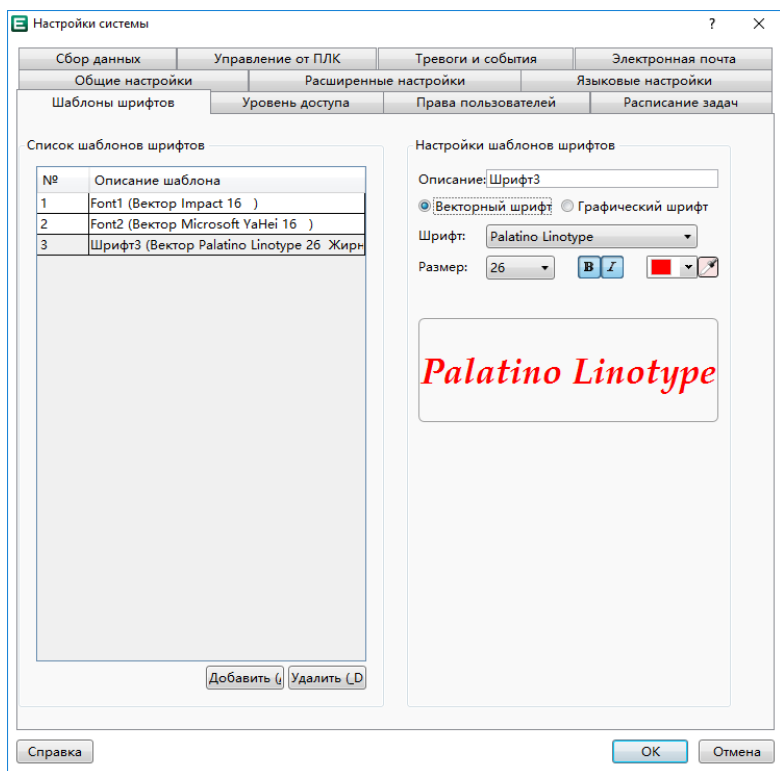 Настройки системы ?
Сбор данных Управление от ПЛК Тревоги и события Электронная почта
Общие настройки Расширенные настройки Языковые настройки
Шаблоны шрифтов Уровень доступа Права пользователей Расписание задач
Список шаблонов шрифтов
№ Описание шаблона
1 Font1 (Вектор Impact 16 )
2 Font2 (Вектор Microsoft YaHei 16 )
3 Шрифт3 (Вектор Palatino Linotype 26 Жирн
Добавить ( Удалить (_D
Настройки шаблонов шрифтов
Описание: Шрифт3
Векторный шрифт Графический шрифт
Шрифт: Palatino Linotype
Размер: 26 B I
Palatino Linotype
Справка OK Отмена